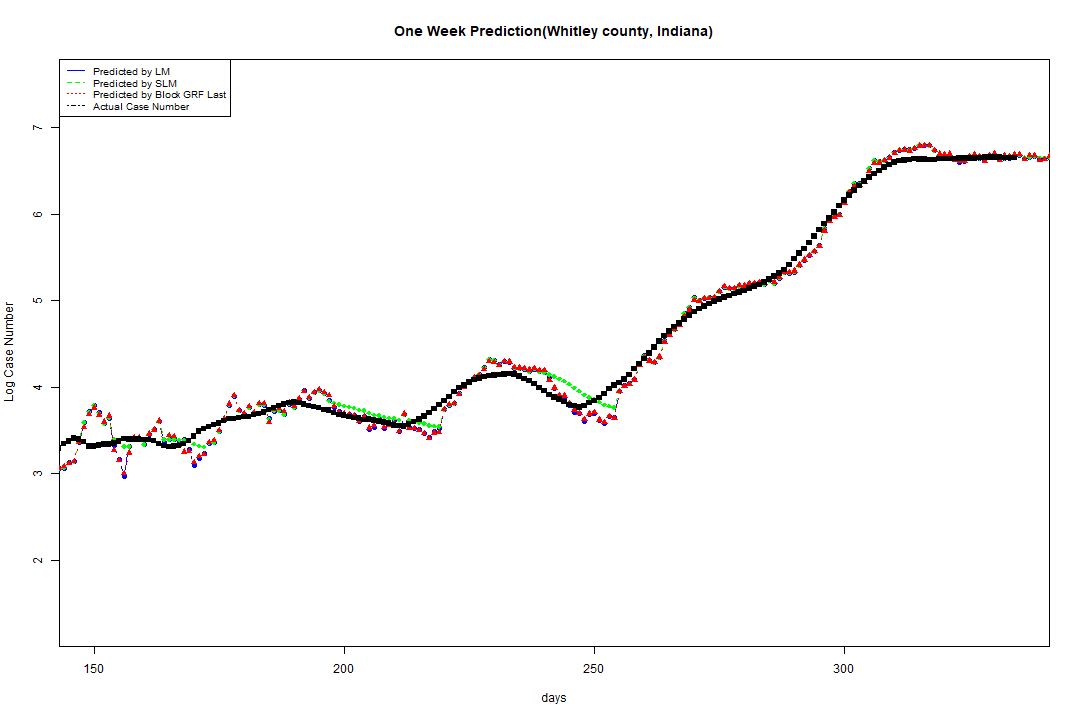 One Week Prediction(Whitley county, Indiana)
Predicted by LM
Predicted by SLM
Predicted by Block GRF Last
Actual Case Number
7
6
5
4
3
2
Log Case Number
150 200 250 300
days